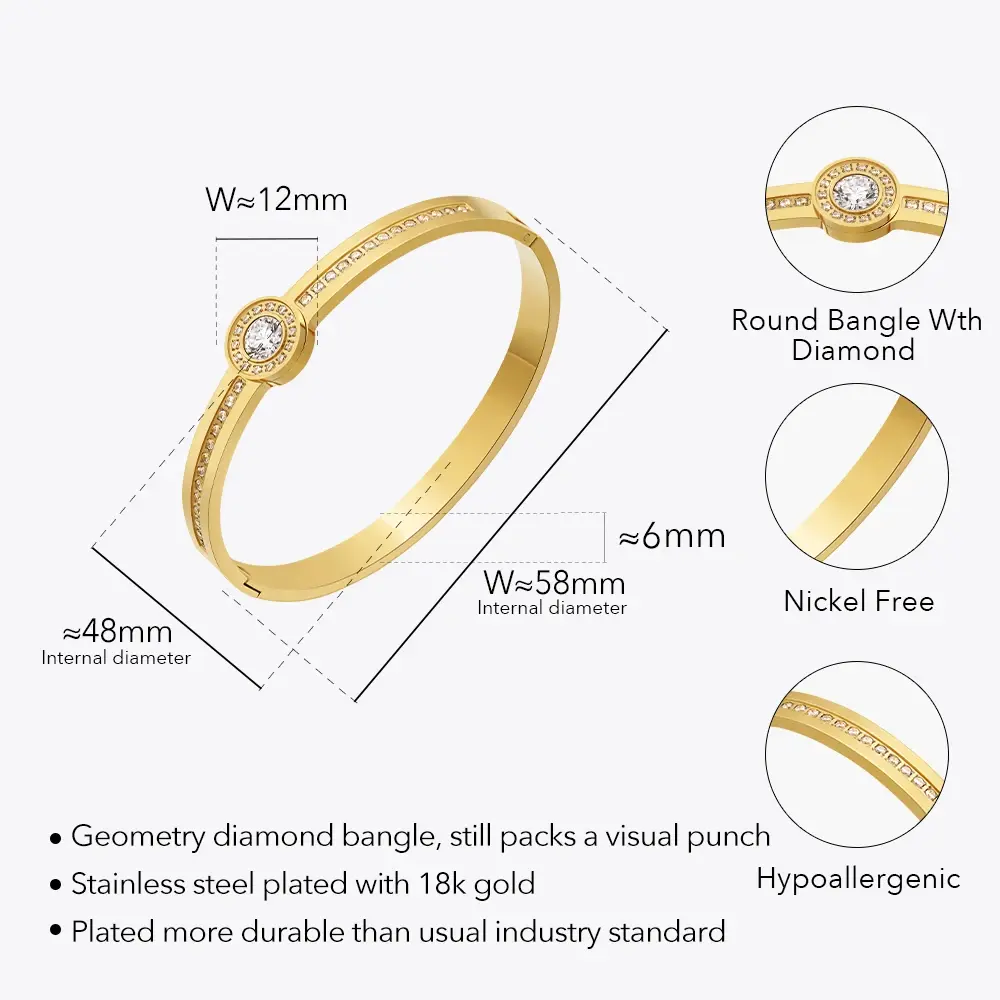 W≈12mm
Round Bangle Wth
Diamond
≈6mm
W≈58mm
Internal diameter
Nickel Free
≈48mm
Internal diameter
• Geometry diamond bangle, still packs a visual punch
Hypoallergenic
• Stainless steel plated with 18k gold
• Plated more durable than usual industry standard